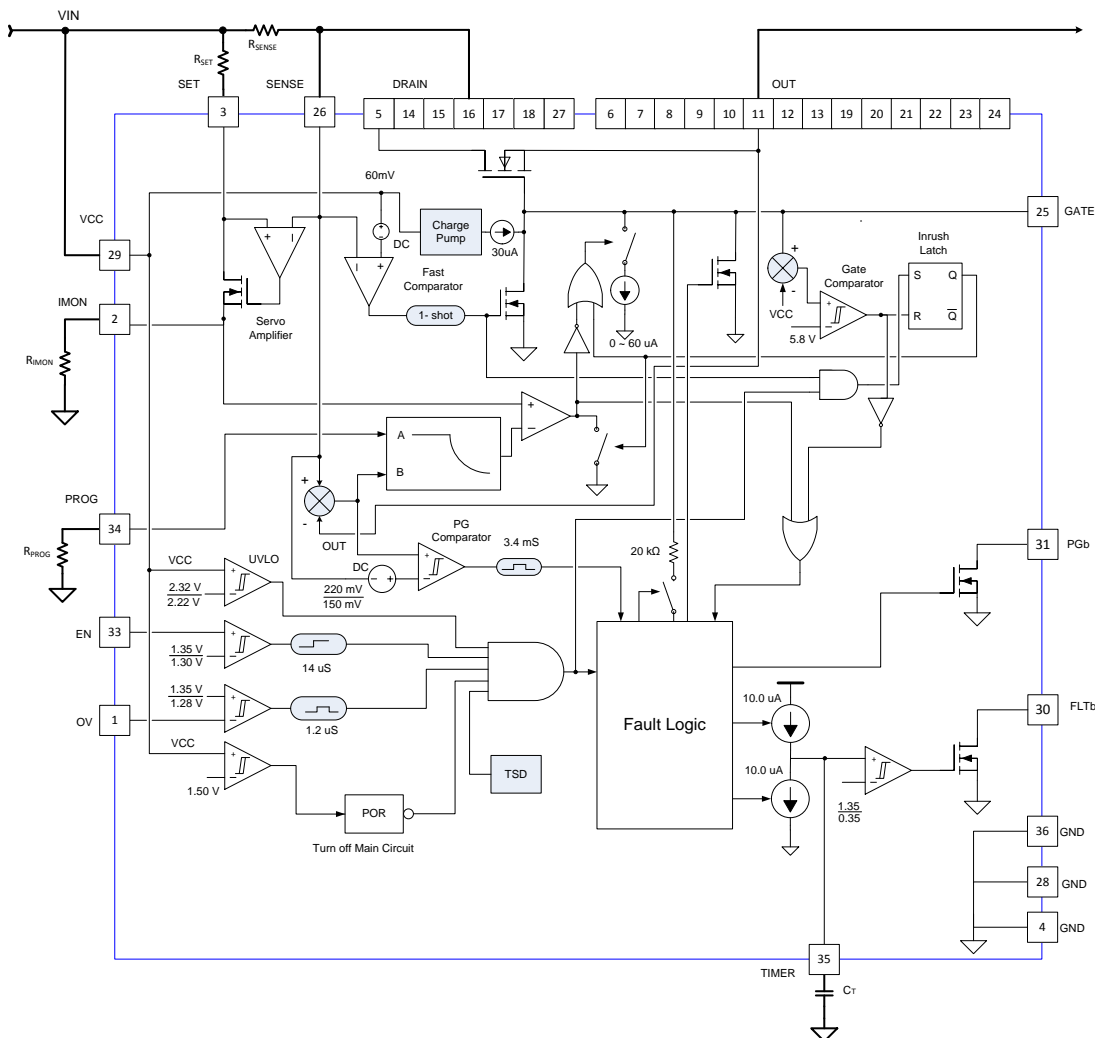 VIN
RSENSE
RSET
SET
SENSE
DRAIN
OUT
3
26
5 14 15 16 17 18 27
6 7 8 9 10 11 12 13 19 20 21 22 23 24
60mV
VCC
29
DC
Charge
Pump
30uA
25
GATE
Inrush
Latch
Fast
Comparator
Gate
Comparator
+
-
VCC
S
Q
R
Q
IMON
2
1- shot
Servo
Amplifier
0 ~ 60 uA
5.8 V
RIMON
A
B
PROG
34
+
-
OUT
PG
Comparator
3.4 mS
20 kΩ
31
PGb
RPROG
VCC
UVLO
DC
2.32 V
2.22 V
220 mV
150 mV
EN
33
1.35 V
1.30 V
14 uS
1.35 V
1.28 V
OV
1
1.2 uS
VCC
1.50 V
TSD
Fault Logic
10.0 uA
10.0 uA
30
FLTb
1.35
0.35
POR
Turn off Main Circuit
36
GND
28
GND
4
GND
35
TIMER
CT